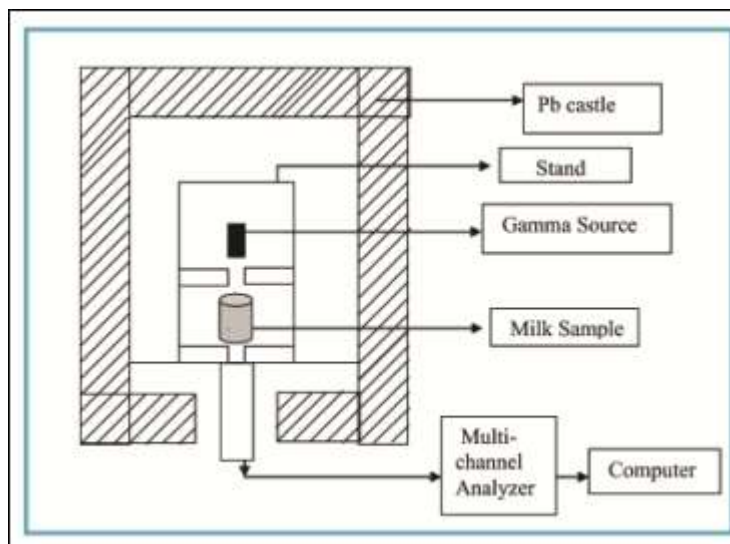 Pb castle
Stand
Gamma Source
Milk Sample
Multi-
channel
Analyzer
Computer